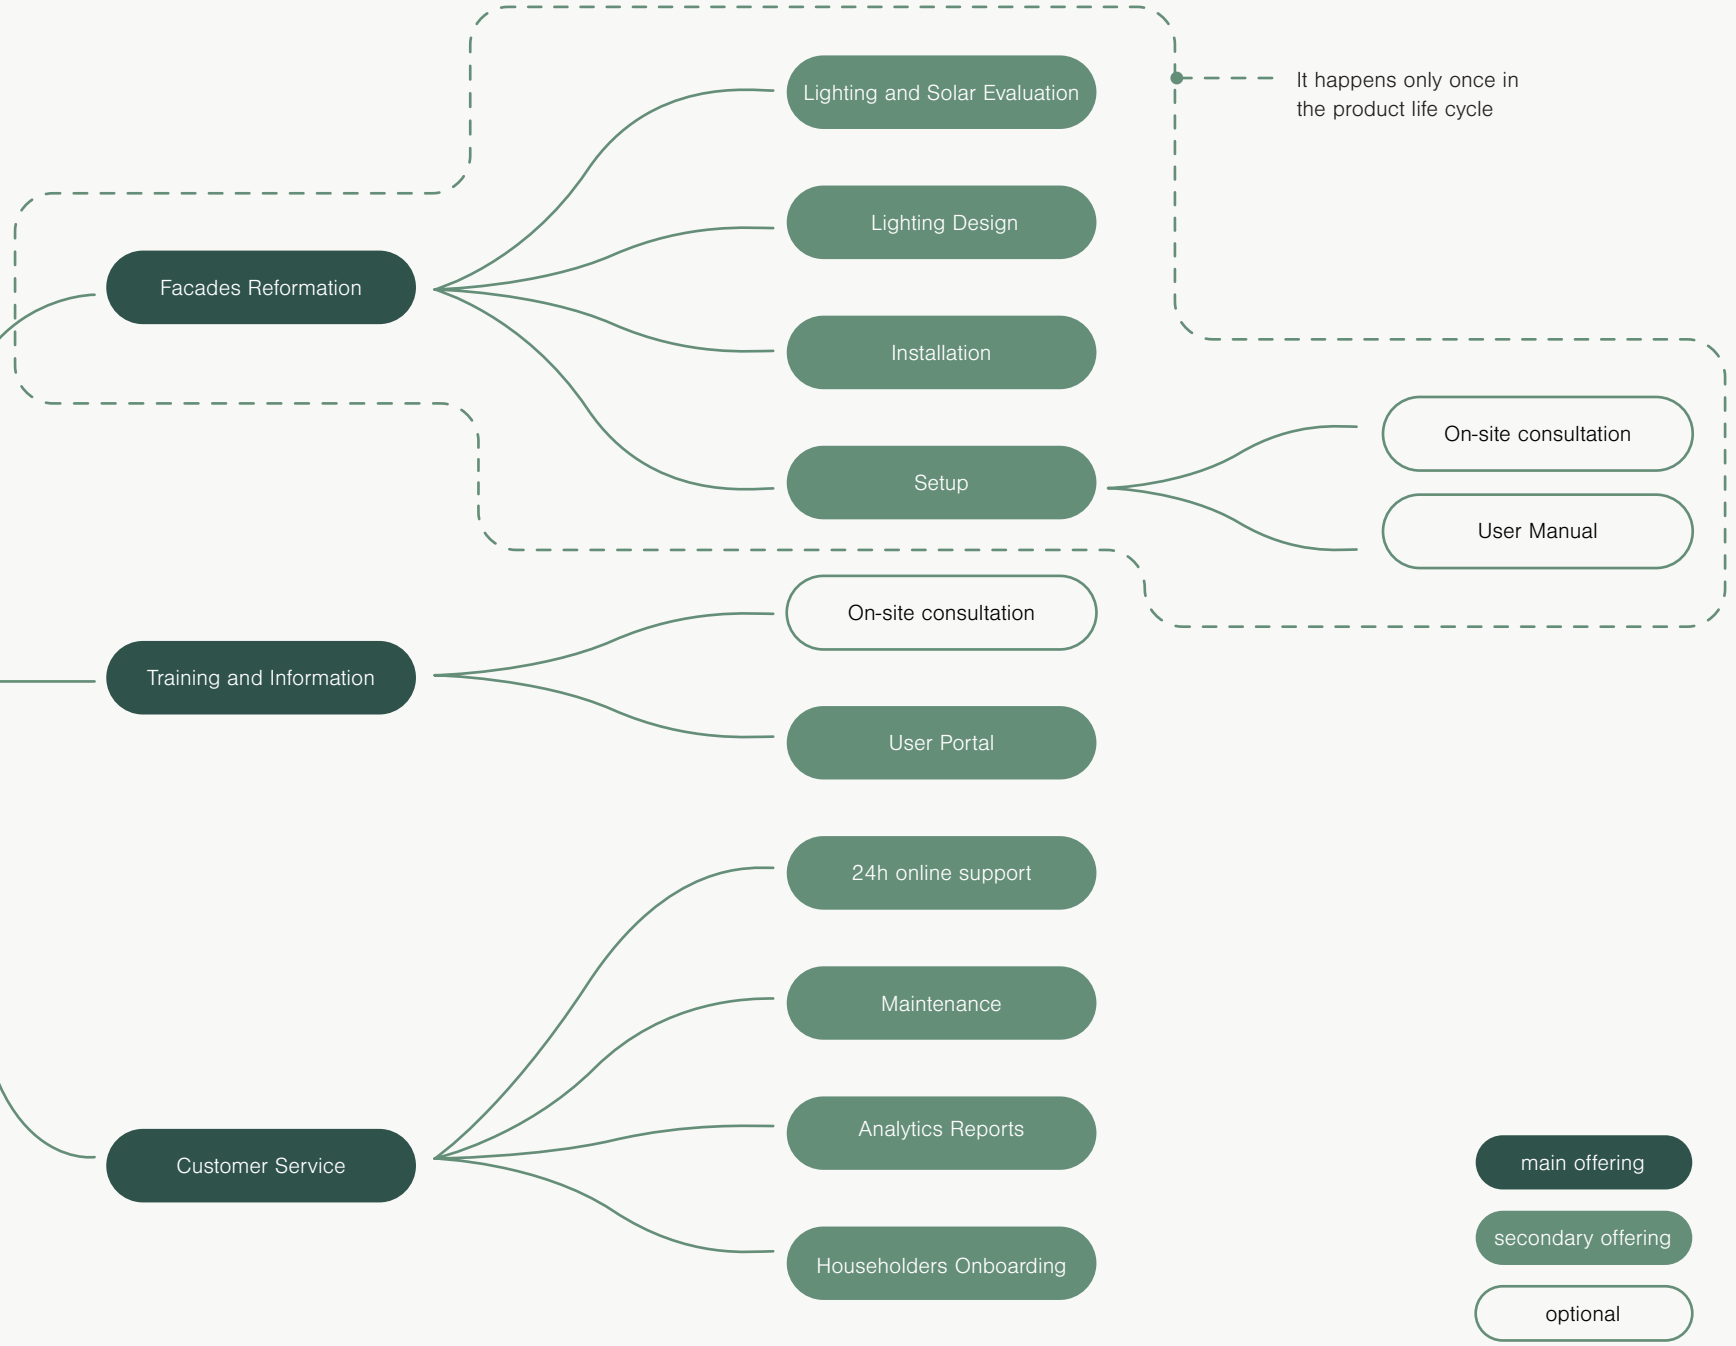 It happens only once in
the product life cycle
Facades Reformation
Lighting and Solar Evaluation
Lighting Design
Installation
Setup
On-site consultation
User Manual
Training and Information
On-site consultation
User Portal
Customer Service
24h online support
Maintenance
Analytics Reports
Householders Onboarding
main offering
secondary offering
optional